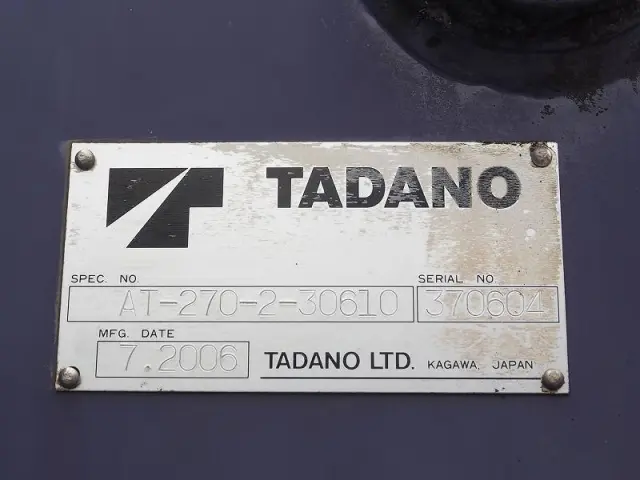 TADANO
SPEC. NO. SERIAL NO.
AT-270-2-30610 370604
MFG. DATE
7.2006 TADANO LTD. KAGAWA, JAPAN